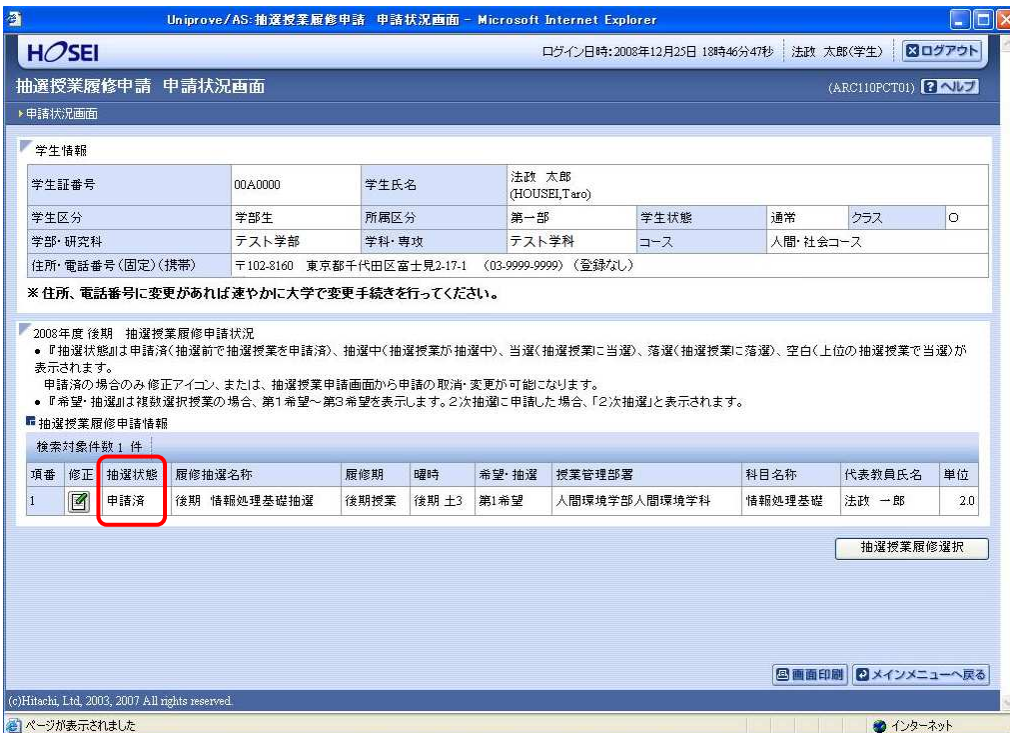 Uniprove/AS:抽選授業履修申請 申請状況画面 - Microsoft Internet Explorer
HOSEI
ログイン日時:2008年12月25日 18時46分47秒 法政 太郎(学生) ログアウト
抽選授業履修申請 申請状況画面 (ARC110PCT01) ? ヘルプ
申請状況画面
学生情報
学生証番号 00A0000 学生氏名 法政 太郎
(HOUSEI,Taro)
学生区分 学部生 所属区分 第一部 学生状態 通常 クラス O
学部・研究科 テスト学部 学科・専攻 テスト学科 コース 人間・社会コース
住所・電話番号(固定)(携帯) 〒102-8160 東京都千代田区富士見2-17-1 (03-9999-9999) (登録なし)
※住所、電話番号に変更があれば速やかに大学で変更手続きを行ってください。
2008年度 後期 抽選授業履修申請状況
• 『抽選状態』は申請済(抽選前で抽選授業を申請済)、抽選中(抽選授業が抽選中)、当選(抽選授業に当選)、落選(抽選授業に落選)、空白(上位の抽選授業で当選)が
表示されます。
申請済の場合のみ修正アイコン、または、抽選授業申請画面から申請の取消・変更が可能になります。
• 『希望・抽選』は複数選択授業の場合、第1希望~第3希望を表示します。2次抽選に申請した場合、「2次抽選」と表示されます。
抽選授業履修申請情報
検索対象件数 1 件
項番 修正 抽選状態 履修抽選名称 履修期 曜時 希望・抽選 授業管理部署 科目名称 代表教員氏名 単位
1 申請済 後期 情報処理基礎抽選 後期授業 後期 土3 第1希望 人間環境学部人間環境学科 情報処理基礎 法政 一郎 2.0
抽選授業履修選択
画面印刷 メインメニューへ戻る
(c)Hitachi, Ltd, 2003, 2007 All rights reserved.
ページが表示されました インターネット